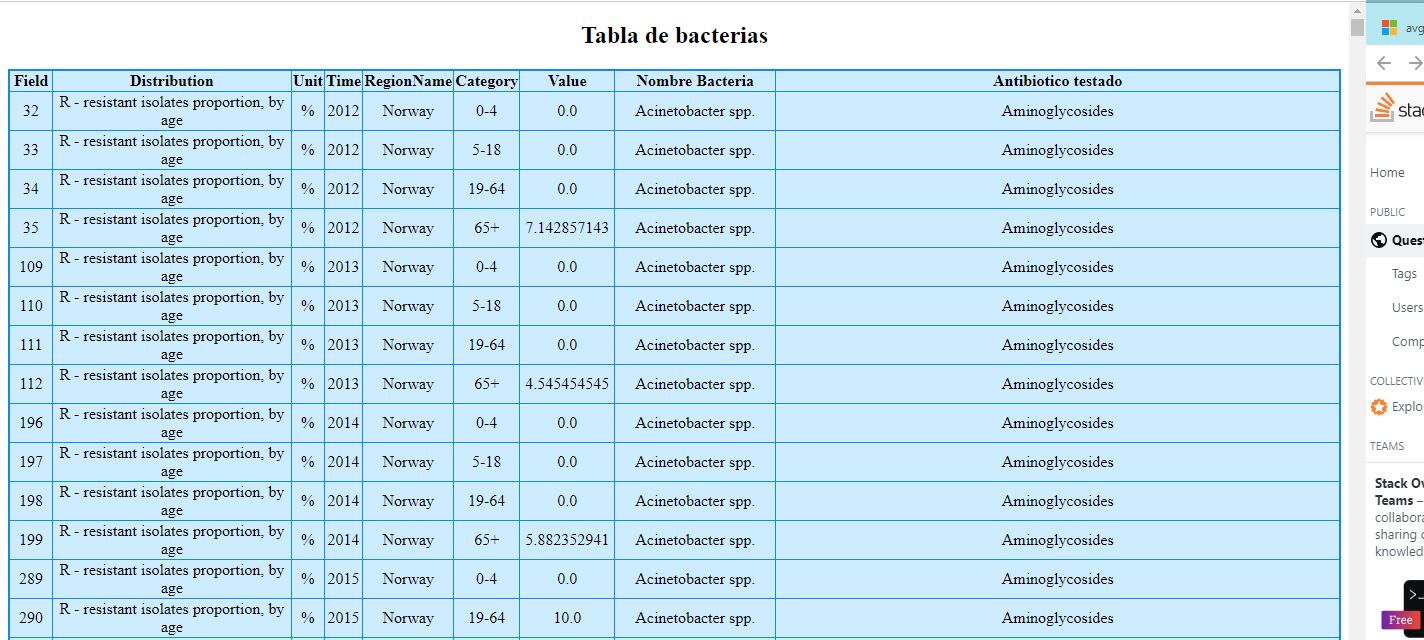 Tabla de bacterias
Field Distribution Unit Time RegionName Category Value Nombre Bacteria Antibiotico testado
32 R - resistant isolates proportion, by age % 2012 Norway 0-4 0.0 Acinetobacter spp. Aminoglycosides
33 R - resistant isolates proportion, by age % 2012 Norway 5-18 0.0 Acinetobacter spp. Aminoglycosides
34 R - resistant isolates proportion, by age % 2012 Norway 19-64 0.0 Acinetobacter spp. Aminoglycosides
35 R - resistant isolates proportion, by age % 2012 Norway 65+ 7.142857143 Acinetobacter spp. Aminoglycosides
109 R - resistant isolates proportion, by age % 2013 Norway 0-4 0.0 Acinetobacter spp. Aminoglycosides
110 R - resistant isolates proportion, by age % 2013 Norway 5-18 0.0 Acinetobacter spp. Aminoglycosides
111 R - resistant isolates proportion, by age % 2013 Norway 19-64 0.0 Acinetobacter spp. Aminoglycosides
112 R - resistant isolates proportion, by age % 2013 Norway 65+ 4.545454545 Acinetobacter spp. Aminoglycosides
196 R - resistant isolates proportion, by age % 2014 Norway 0-4 0.0 Acinetobacter spp. Aminoglycosides
197 R - resistant isolates proportion, by age % 2014 Norway 5-18 0.0 Acinetobacter spp. Aminoglycosides
198 R - resistant isolates proportion, by age % 2014 Norway 19-64 0.0 Acinetobacter spp. Aminoglycosides
199 R - resistant isolates proportion, by age % 2014 Norway 65+ 5.882352941 Acinetobacter spp. Aminoglycosides
289 R - resistant isolates proportion, by age % 2015 Norway 0-4 0.0 Acinetobacter spp. Aminoglycosides
290 R - resistant isolates proportion, by age % 2015 Norway 19-64 10.0 Acinetobacter spp. Aminoglycosides
avg
stac
Home
PUBLIC
Ques
Tags
Users
Comp
COLLECTIV
Explo
TEAMS
Stack Ov
Teams –
collabora
sharing
knowled
>_
Free